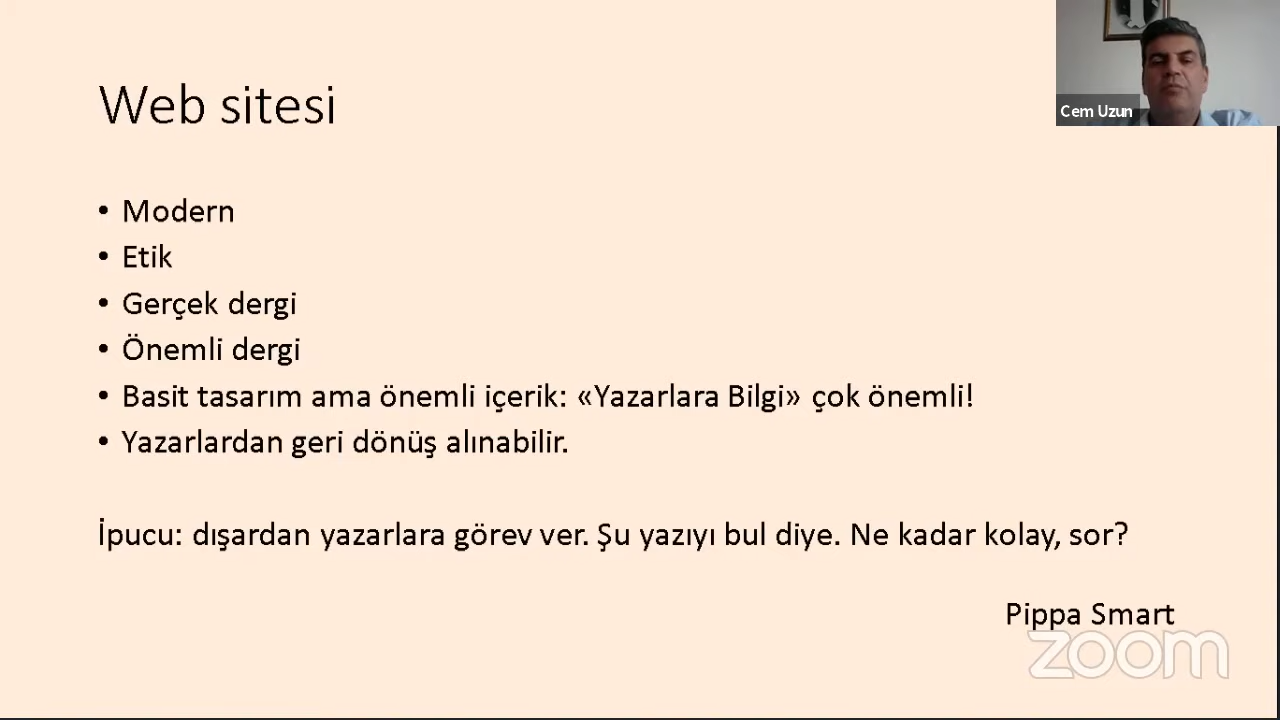 Web sitesi
Cem Uzun
• Modern
• Etik
• Gerçek dergi
• Önemli dergi
• Basit tasarım ama önemli içerik: «Yazarlara Bilgi» çok önemli!
• Yazarlardan geri dönüş alınabilir.
İpucu: dışardan yazarlara görev ver. Şu yazıyı bul diye. Ne kadar kolay, sor?
Pippa Smart
zoom